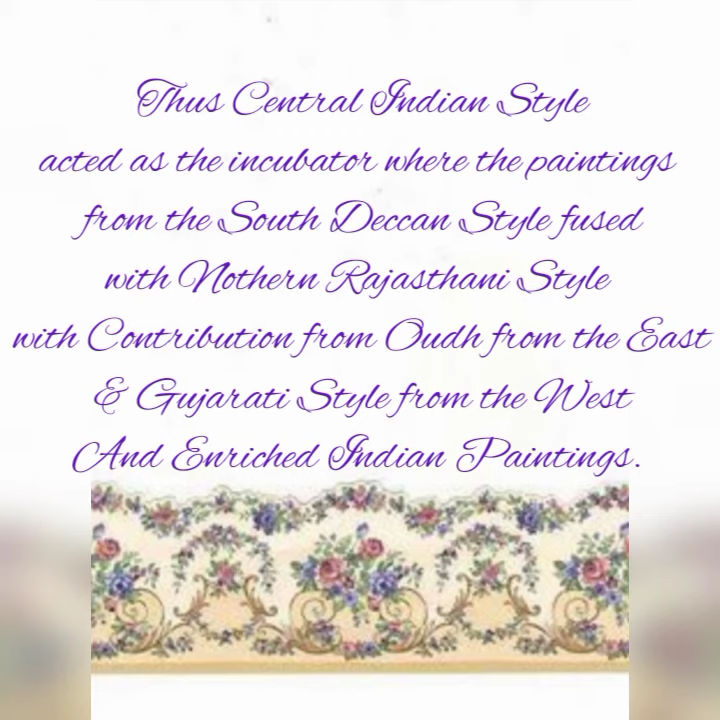 Thus Central Indian Style
acted as the incubator where the paintings
from the South Deccan Style fused
with Nothern Rajasthani Style
with Contribution from Oudh from the East
& Gujarati Style from the West
And Enriched Indian Paintings.